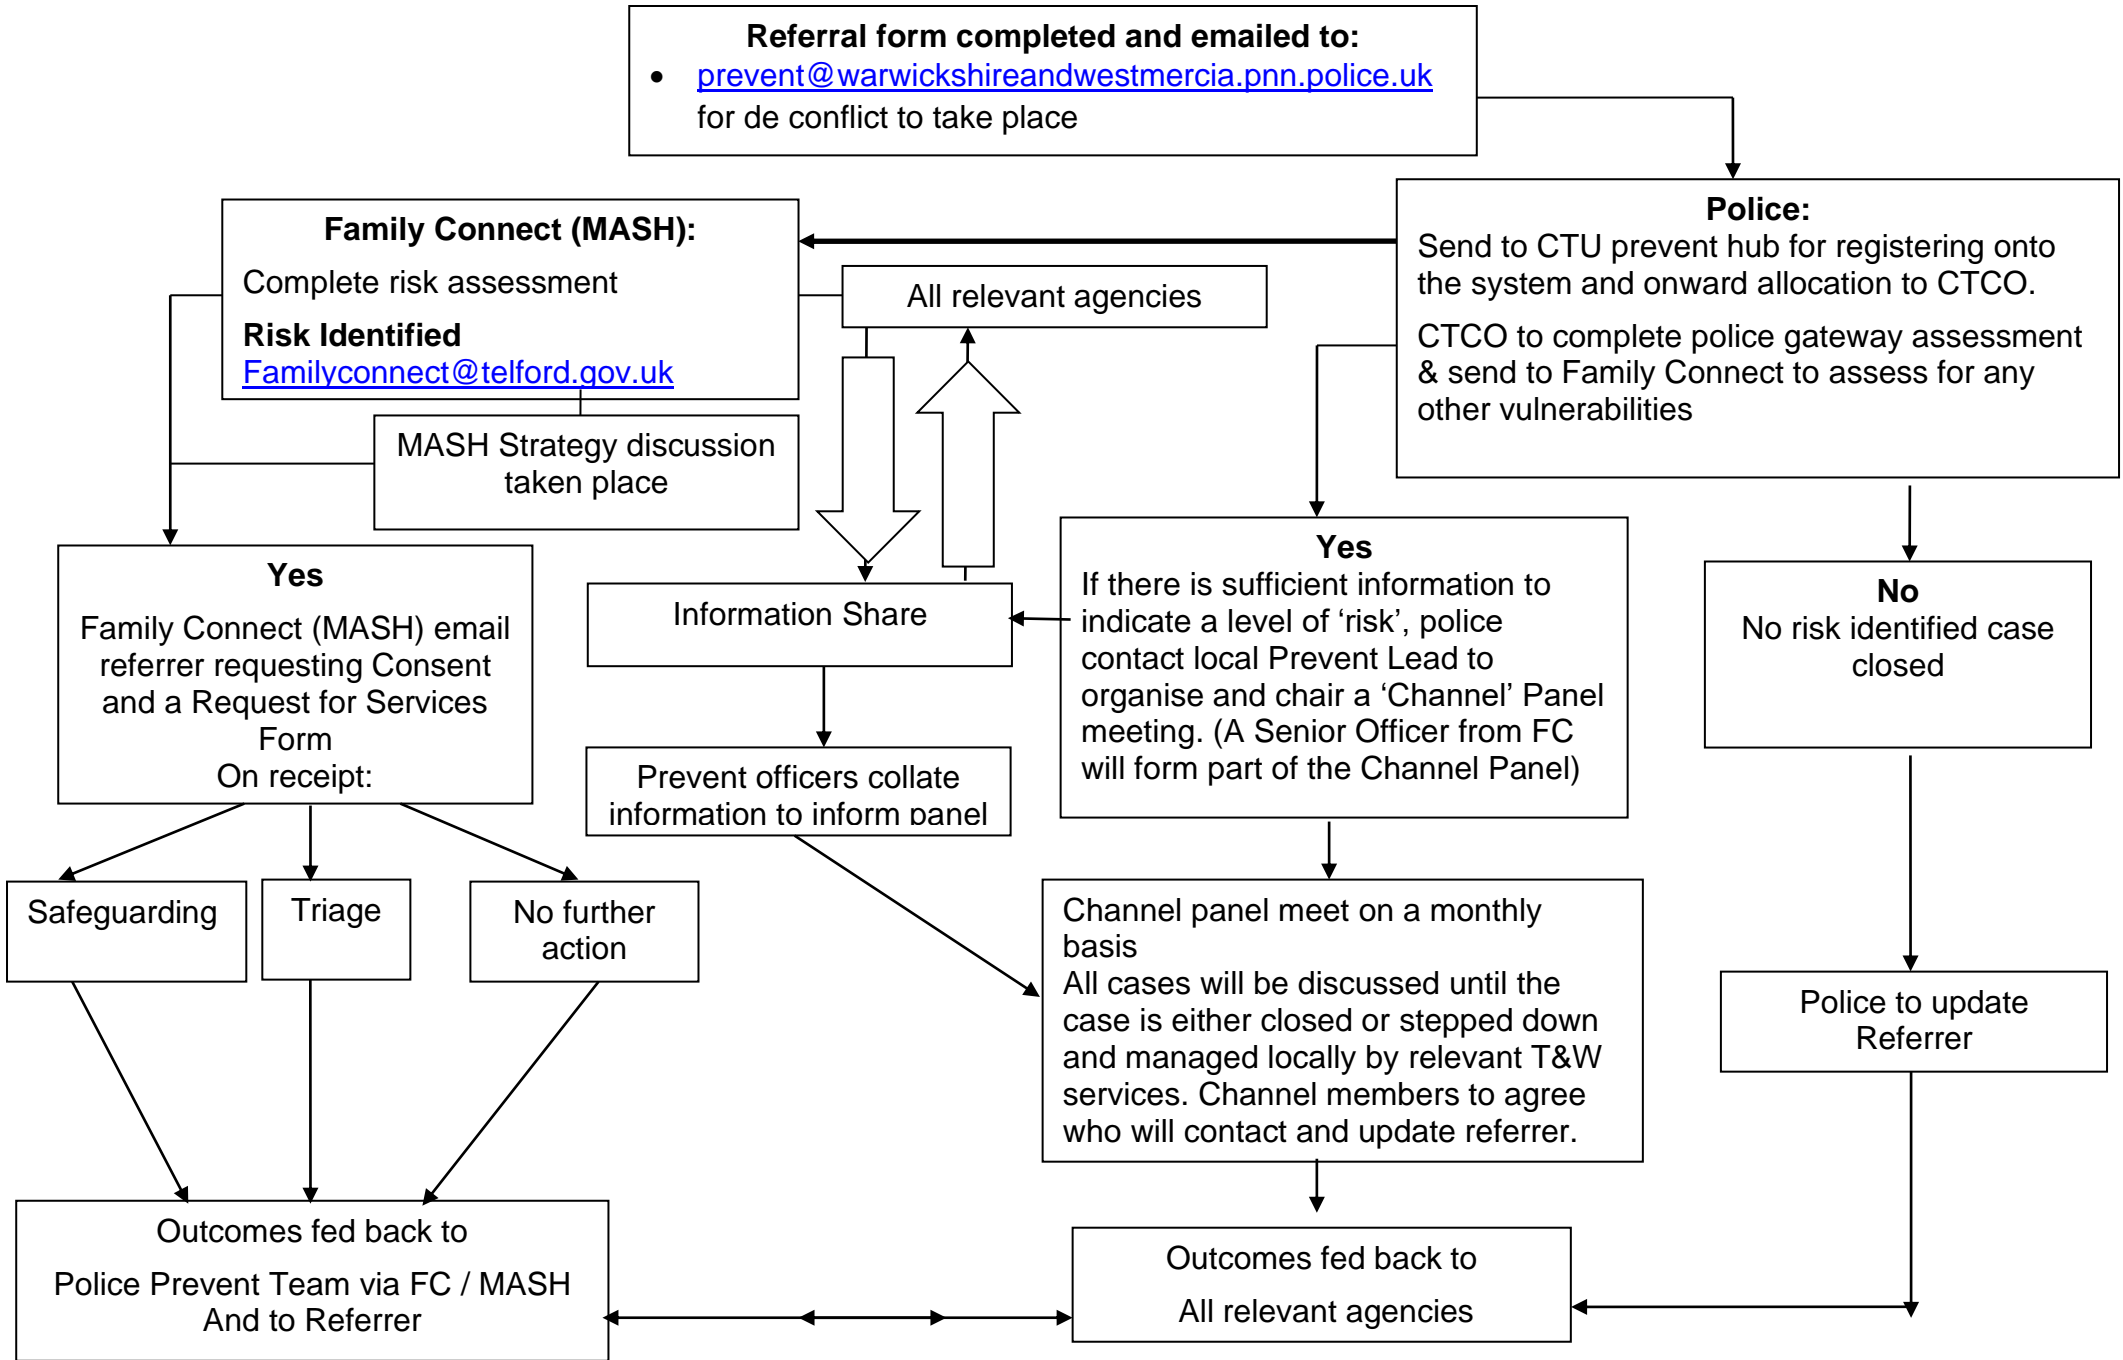 Referral form completed and emailed to:
• prevent@warwickshireandwestmercia.pnn.police.uk
for de conflict to take place
Family Connect (MASH):
Complete risk assessment
Risk Identified
Familyconnect@telford.gov.uk
All relevant agencies
Police:
Send to CTU prevent hub for registering onto
the system and onward allocation to CTCO.
CTCO to complete police gateway assessment
& send to Family Connect to assess for any
other vulnerabilities
MASH Strategy discussion
taken place
Yes
Family Connect (MASH) email
referrer requesting Consent
and a Request for Services
Form
On receipt:
Information Share
Yes
If there is sufficient information to
indicate a level of ‘risk’, police
contact local Prevent Lead to
organise and chair a ‘Channel’ Panel
meeting. (A Senior Officer from FC
will form part of the Channel Panel)
No
No risk identified case
closed
Prevent officers collate
information to inform panel
Safeguarding
Triage
No further
action
Channel panel meet on a monthly
basis
All cases will be discussed until the
case is either closed or stepped down
and managed locally by relevant T&W
services. Channel members to agree
who will contact and update referrer.
Police to update
Referrer
Outcomes fed back to
Police Prevent Team via FC / MASH
And to Referrer
Outcomes fed back to
All relevant agencies